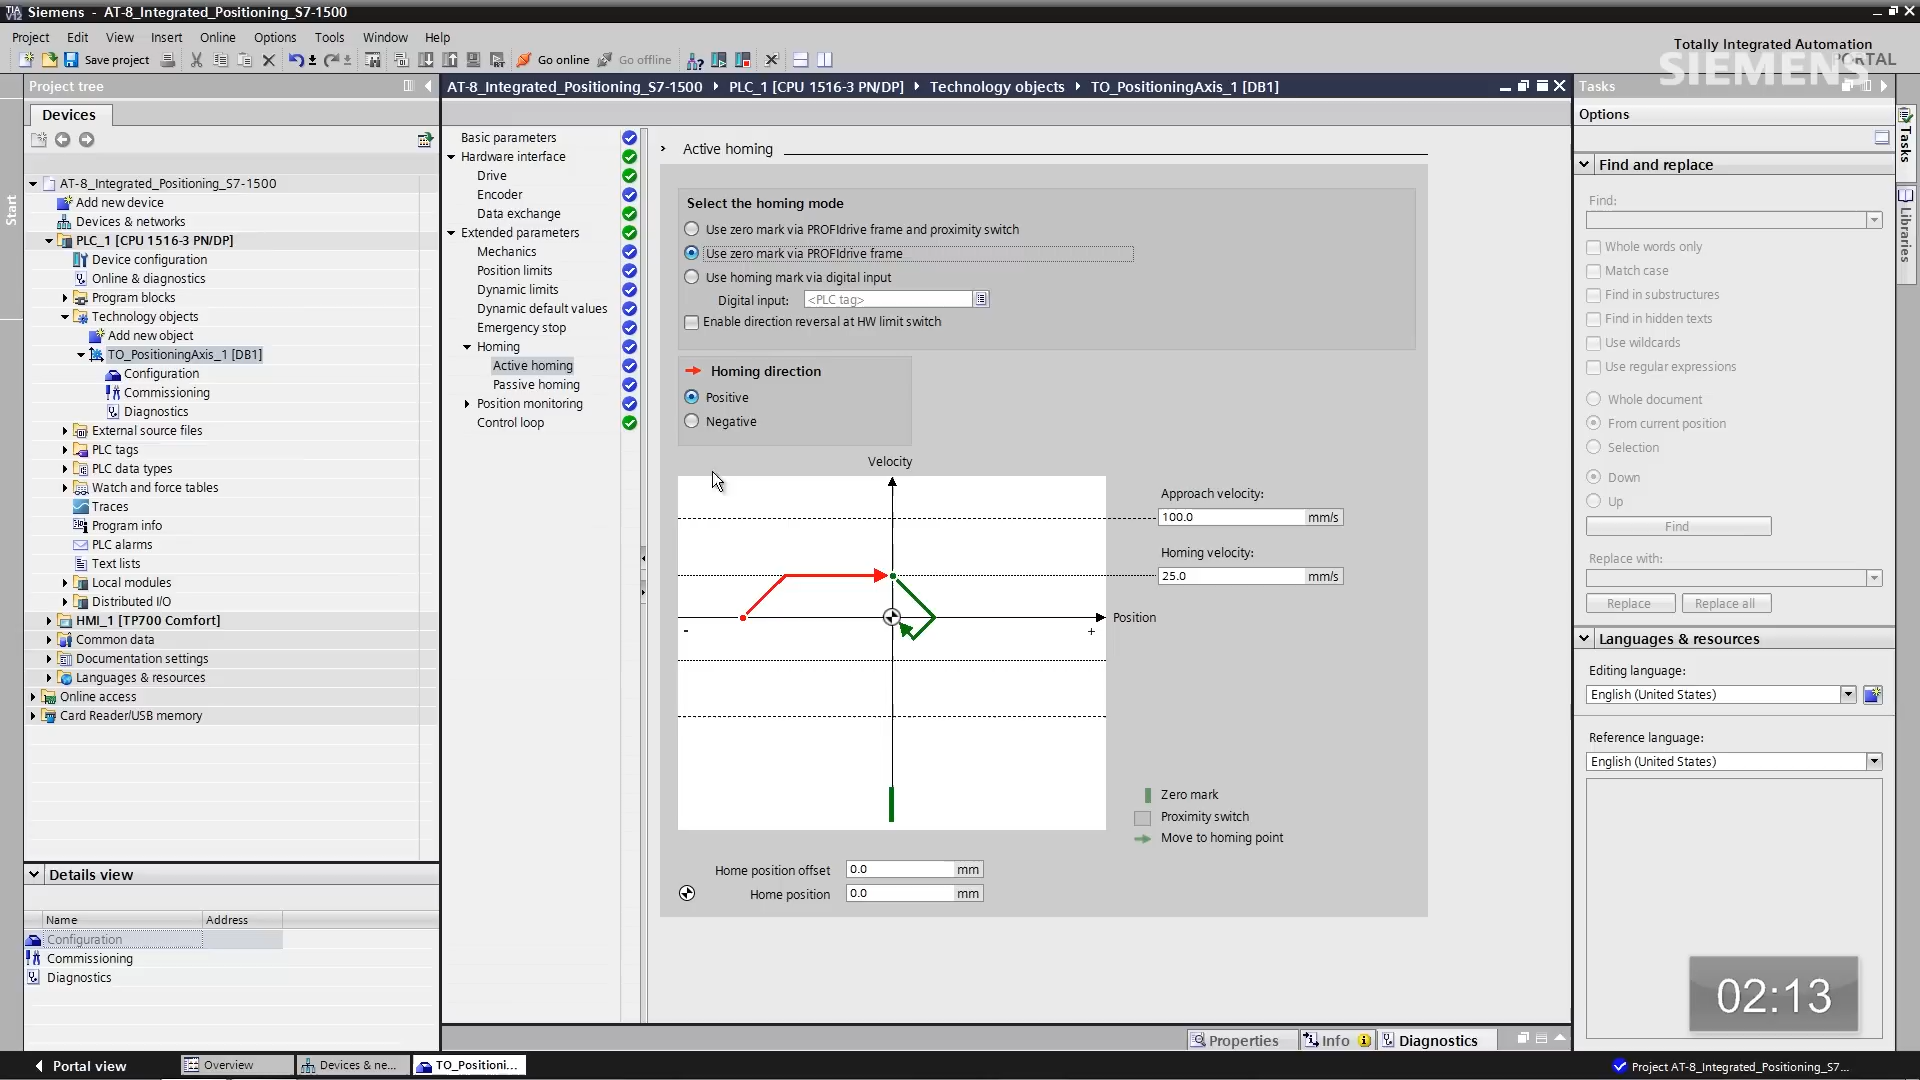 Siemens - AT-8_Integrated_Positioning_S7-1500
Project Edit View Insert Online Options Tools Window Help
Totally Integrated Automation
PORTAL
SIEMENS
Save project
Go online
Go offline
Project tree
AT-8_Integrated_Positioning_S7-1500 PLC_1 [CPU 1516-3 PN/DP] Technology objects TO_PositioningAxis_1 [DB1]
Tasks
Devices
Start
AT-8_Integrated_Positioning_S7-1500
Add new device
Devices & networks
PLC_1 [CPU 1516-3 PN/DP]
Device configuration
Online & diagnostics
Program blocks
Technology objects
Add new object
TO_PositioningAxis_1 [DB1]
Configuration
Commissioning
Diagnostics
External source files
PLC tags
PLC data types
Watch and force tables
Traces
Program info
PLC alarms
Text lists
Local modules
Distributed I/O
HMI_1 [TP700 Comfort]
Common data
Documentation settings
Languages & resources
Online access
Card Reader/USB memory
Details view
Name Address
Configuration
Commissioning
Diagnostics
Basic parameters
Hardware interface
Drive
Encoder
Data exchange
Extended parameters
Mechanics
Position limits
Dynamic limits
Dynamic default values
Emergency stop
Homing
Active homing
Passive homing
Position monitoring
Control loop
Active homing
Select the homing mode
Use zero mark via PROFIdrive frame and proximity switch
Use zero mark via PROFIdrive frame
Use homing mark via digital input
Digital input: <PLC tag>
Enable direction reversal at HW limit switch
Homing direction
Positive
Negative
Velocity
Approach velocity:
100.0 mm/s
Homing velocity:
25.0 mm/s
Position
- +
Zero mark
Proximity switch
Move to homing point
Home position offset 0.0 mm
Home position 0.0 mm
Properties Info Diagnostics
Options
Find and replace
Find:
Whole words only
Match case
Find in substructures
Find in hidden texts
Use wildcards
Use regular expressions
Whole document
From current position
Selection
Down
Up
Find
Replace with:
Replace Replace all
Languages & resources
Editing language:
English (United States)
Reference language:
English (United States)
Tasks
Libraries
02:13
Portal view Overview Devices & ne... TO_Positioni...
Project AT-8_Integrated_Positioning_S7...